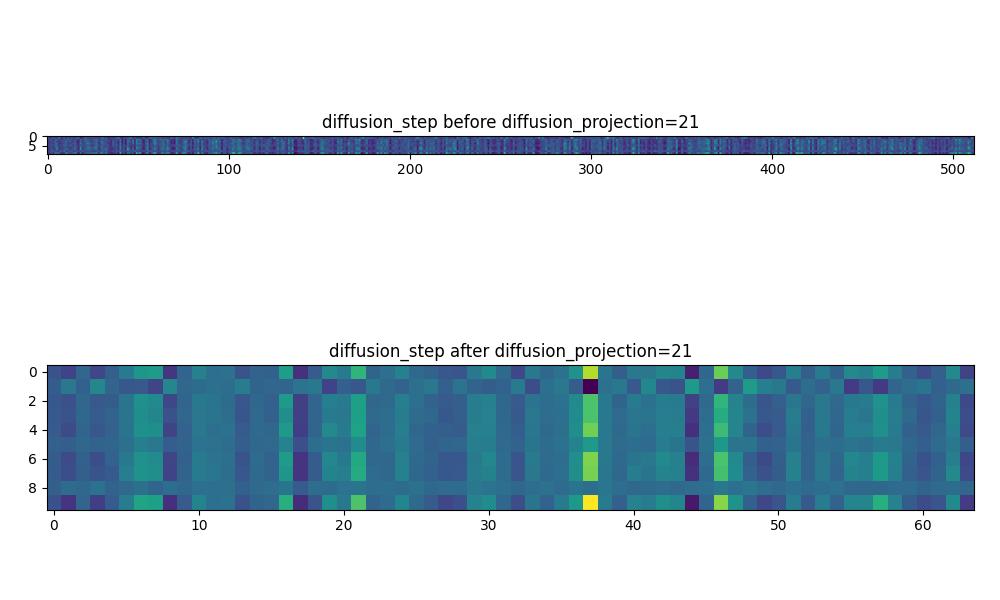 diffusion_step before diffusion_projection=21
0
5
0 100 200 300 400 500
diffusion_step after diffusion_projection=21
0
2
4
6
8
0 10 20 30 40 50 60